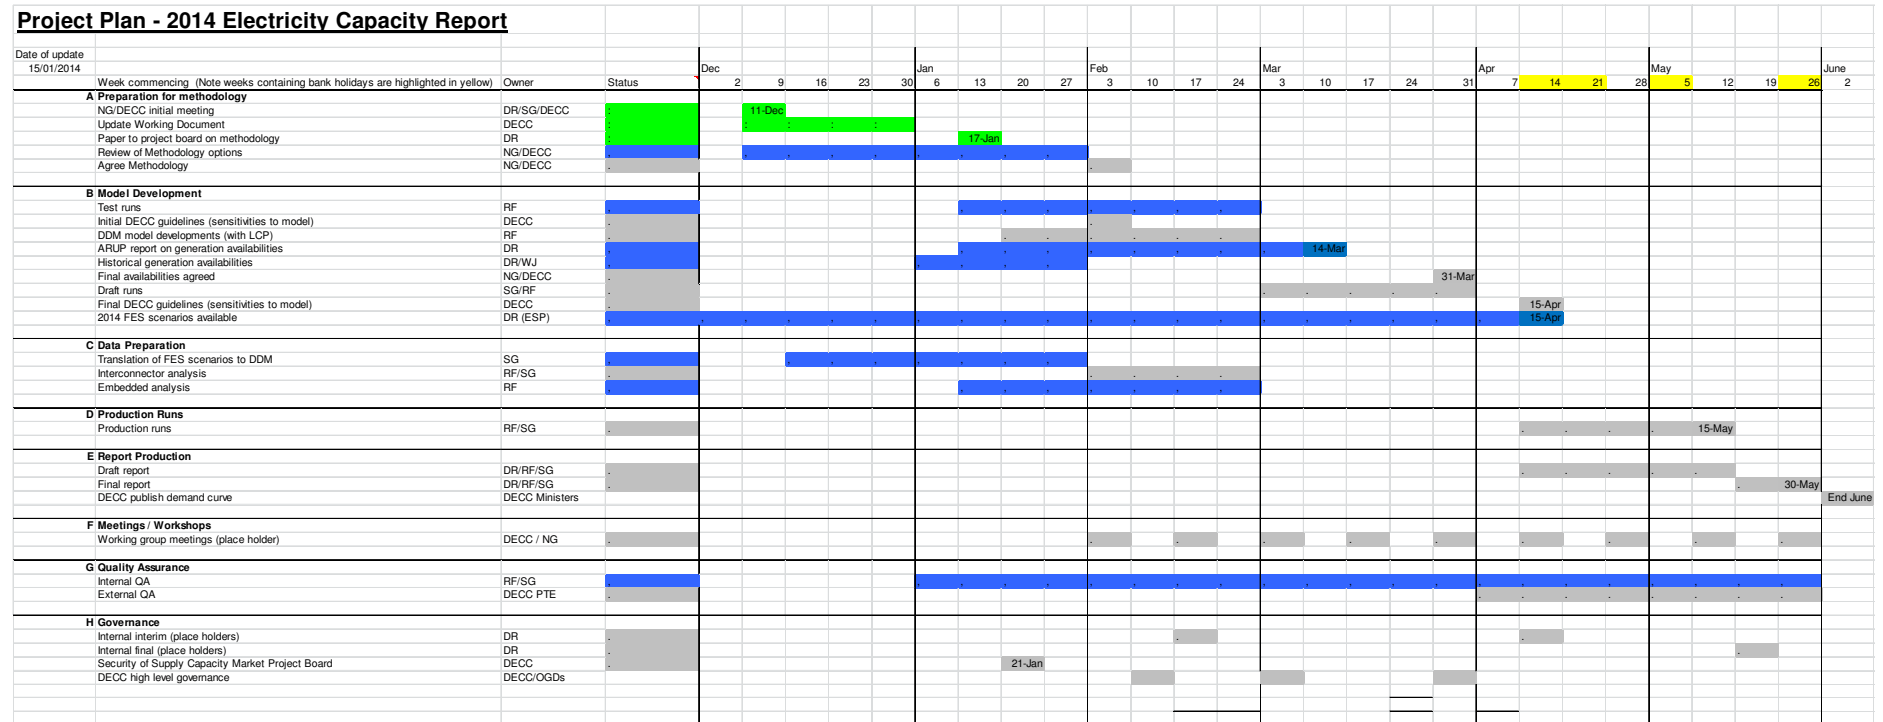 Project Plan - 2014 Electricity Capacity Report
Date of update
15/01/2014 Dec Jan Feb Mar Apr May June
Week commencing (Note weeks containing bank holidays are highlighted in yellow) Owner Status 2 9 16 23 30 6 13 20 27 3 10 17 24 3 10 17 24 31 7 14 21 28 5 12 19 26 2
A Preparation for methodology
NG/DECC initial meeting DR/SG/DECC 11-Dec
Update Working Document DECC
Paper to project board on methodology DR 17-Jan
Review of Methodology options NG/DECC
Agree Methodology NG/DECC
B Model Development
Test runs RF
Initial DECC guidelines (sensitivities to model) DECC
DDM model developments (with LCP) RF
ARUP report on generation availabilities DR 14-Mar
Historical generation availabilities DR/WJ
Final availabilities agreed NG/DECC 31-Mar
Draft runs SG/RF
Final DECC guidelines (sensitivities to model) DECC 15-Apr
2014 FES scenarios available DR (ESP) 15-Apr
C Data Preparation
Translation of FES scenarios to DDM SG
Interconnector analysis RF/SG
Embedded analysis RF
D Production Runs
Production runs RF/SG 15-May
E Report Production
Draft report DR/RF/SG
Final report DR/RF/SG 30-May
DECC publish demand curve DECC Ministers End June
F Meetings / Workshops
Working group meetings (place holder) DECC / NG
G Quality Assurance
Internal QA RF/SG
External QA DECC PTE
H Governance
Internal interim (place holders) DR
Internal final (place holders) DR
Security of Supply Capacity Market Project Board DECC 21-Jan
DECC high level governance DECC/OGDs